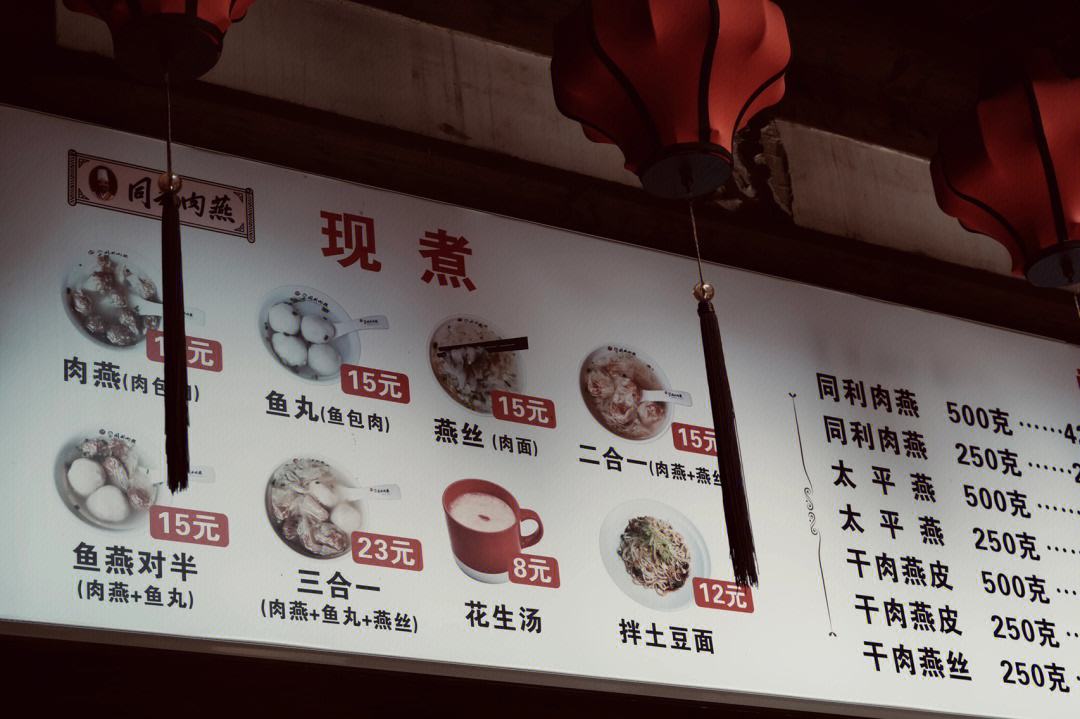 同 肉燕
现煮
元
肉燕(肉包
15元
鱼丸(鱼包肉)
15元
燕丝 (肉面)
15元
二合一(肉燕+燕丝
15元
鱼燕对半
(肉燕+鱼丸)
23元
三合一
(肉燕+鱼丸+燕丝)
8元
花生汤
12元
拌土豆面
同利肉燕 500克······42
同利肉燕 250克······2
太平燕 500克·····
太平燕 250克····
干肉燕皮 500克···
干肉燕皮 250克··
干肉燕丝 250克·